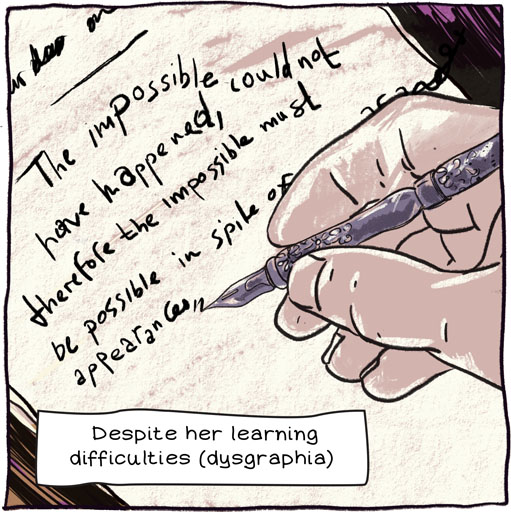 The impossible could not
have happened,
therefore the impossible must
be possible in spite of
appearances"
Despite her learning
difficulties (dysgraphia)